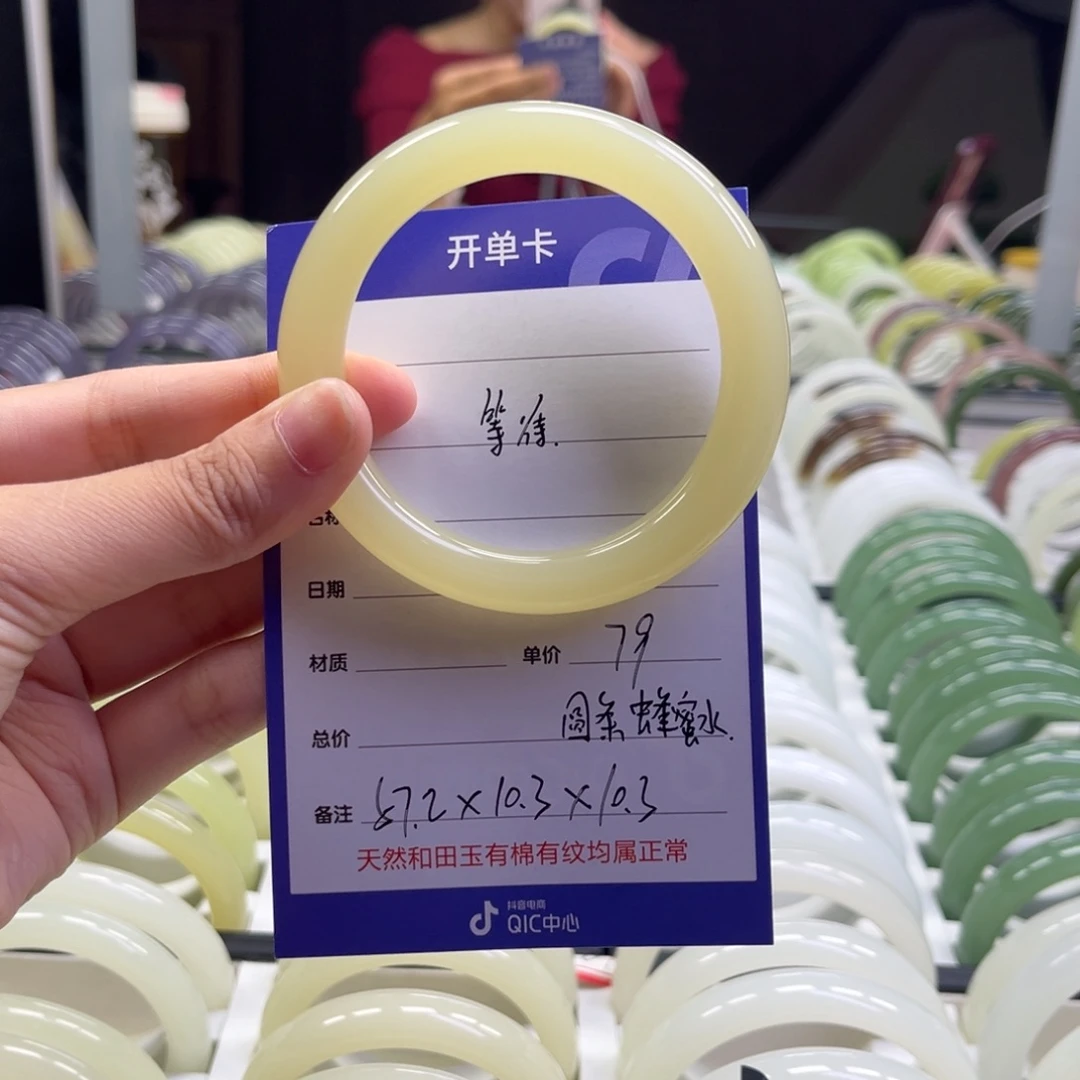 开单卡
等待.
名称
日期
材质 单价 79
圆条 蜂蜜水.
总价
备注 57.2×10.3×10.3
天然和田玉有棉有纹均属正常
抖音电商
QIC中心